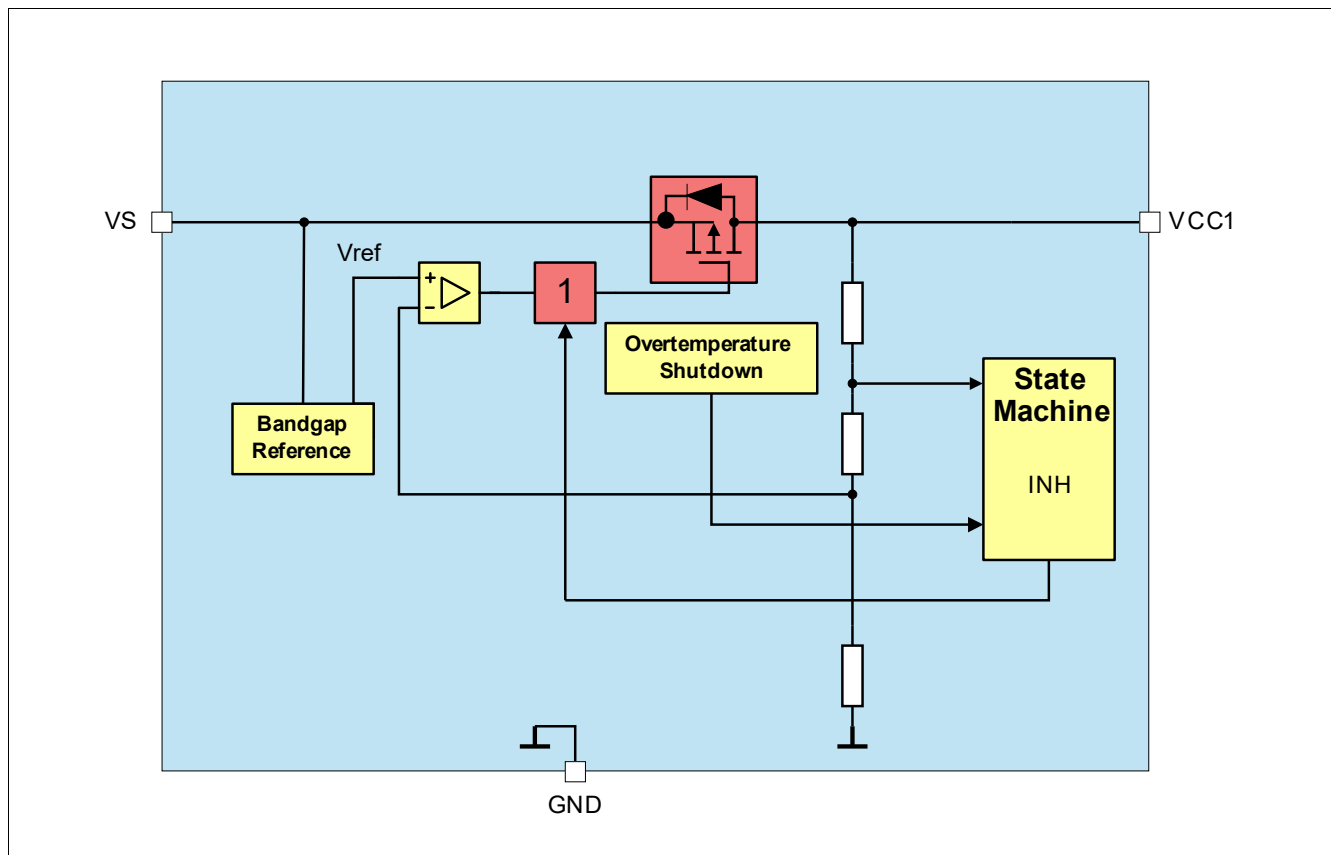 VS
VCC1
Vref
+
-
1
Overtemperature
Shutdown
State
Machine
INH
Bandgap
Reference
GND